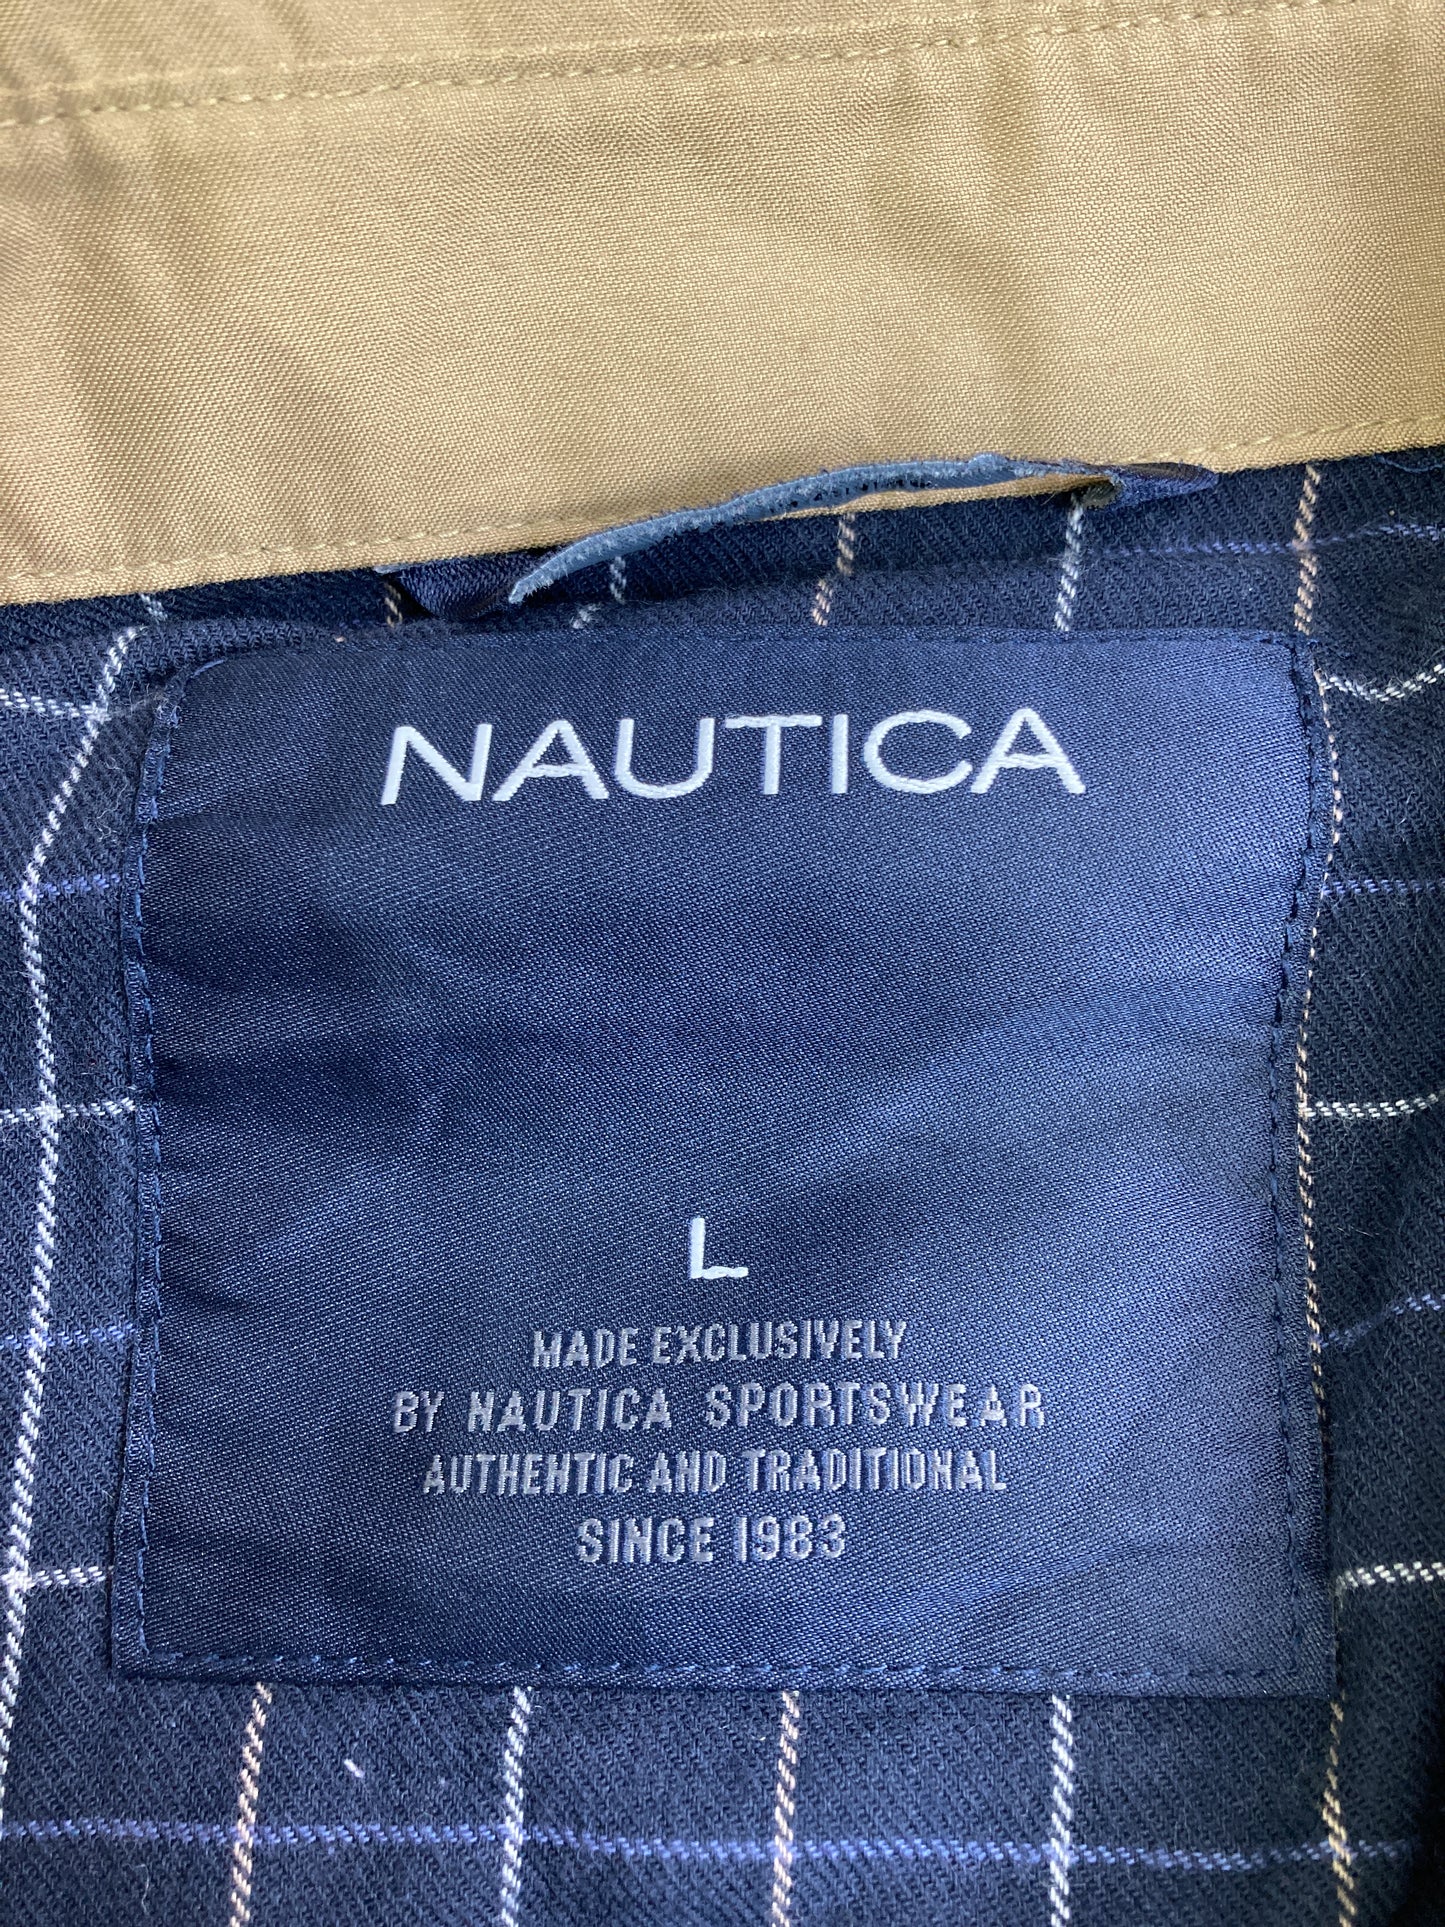 NAUTICA
L
MADE EXCLUSIVELY
BY NAUTICA SPORTSWEAR
AUTHENTIC AND TRADITIONAL
SINCE 1983